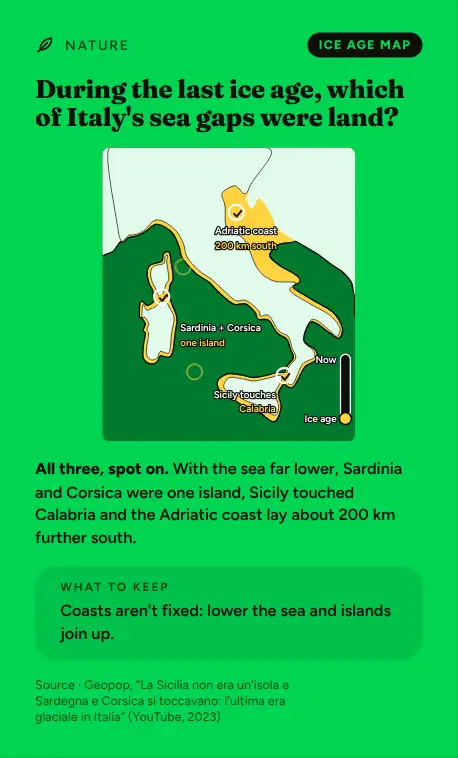 NATURE
ICE AGE MAP
During the last ice age, which
of Italy's sea gaps were land?
Adriatic coast
200 km south
Sardinia + Corsica
one island
Now
Sicily touches
Calabria
Ice age
All three, spot on. With the sea far lower, Sardinia
and Corsica were one island, Sicily touched
Calabria and the Adriatic coast lay about 200 km
further south.
WHAT TO KEEP
Coasts aren't fixed: lower the sea and islands
join up.
Source · Geopop, "La Sicilia non era un'isola e
Sardegna e Corsica si toccavano: l'ultima era
glaciale in Italia" (YouTube, 2023)